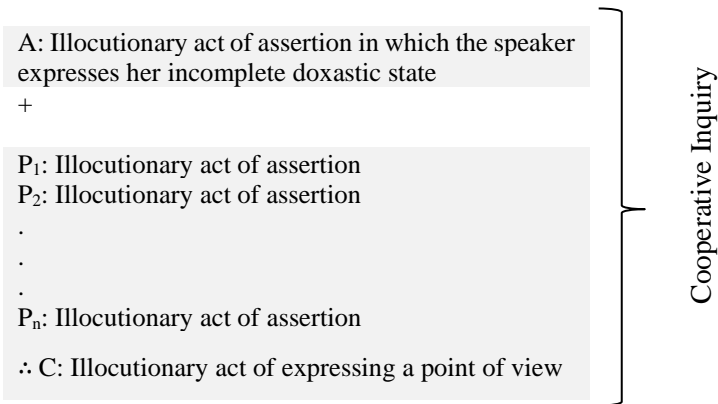 A: Illocutionary act of assertion in which the speaker
expresses her incomplete doxastic state
+
P₁: Illocutionary act of assertion
P₂: Illocutionary act of assertion
.
.
.
Pₙ: Illocutionary act of assertion
∴ C: Illocutionary act of expressing a point of view
Cooperative Inquiry